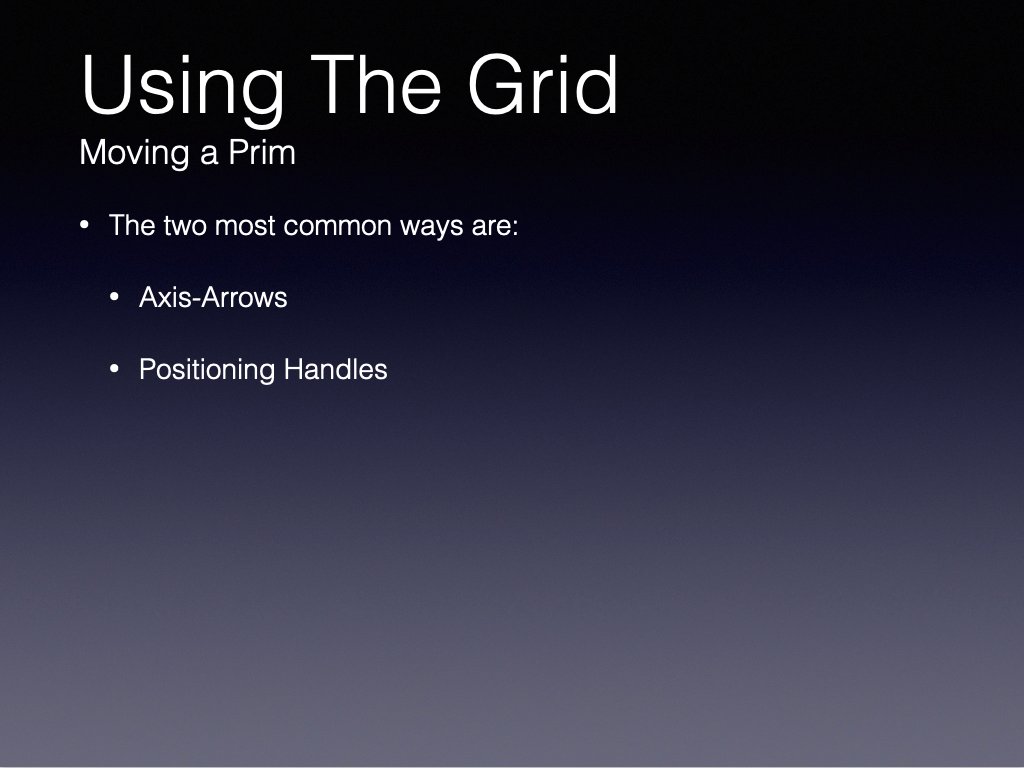 Using The Grid
Moving a Prim
• The two most common ways are:
• Axis-Arrows
• Positioning Handles